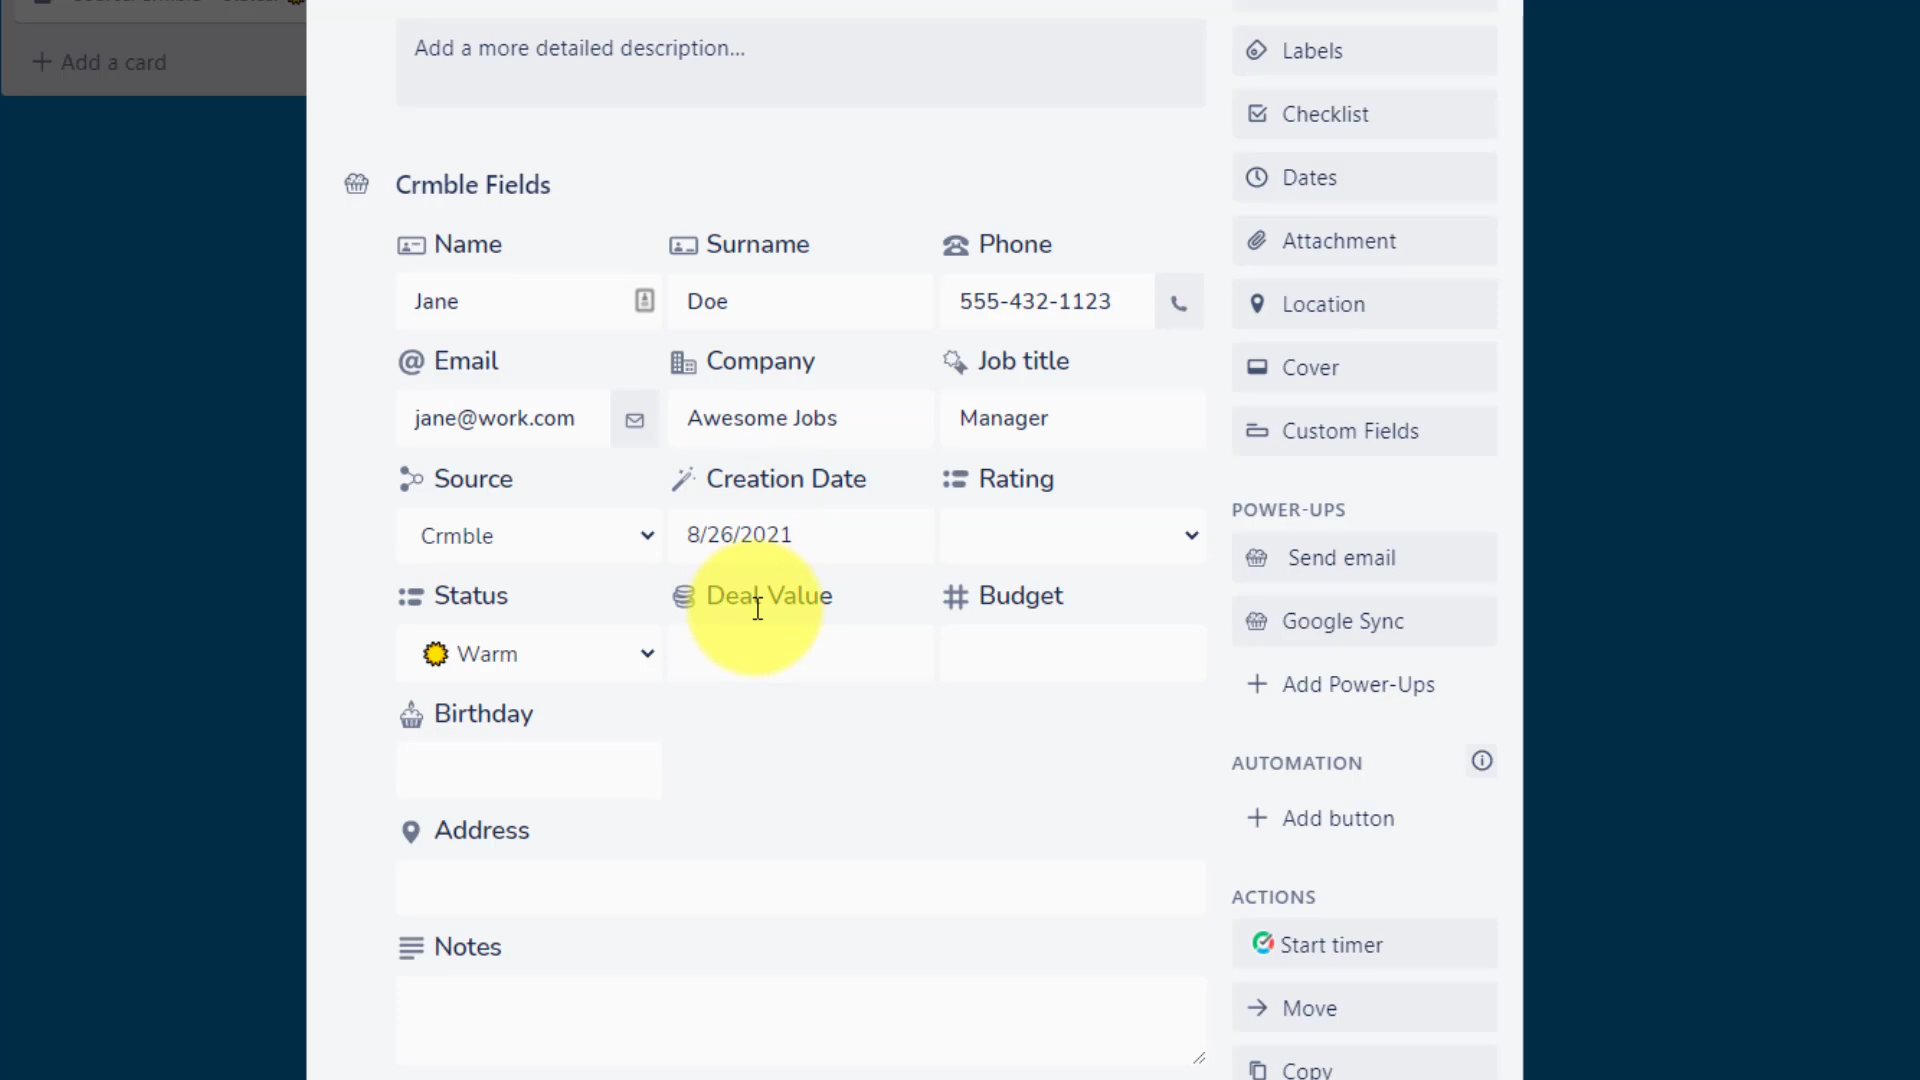 + Add a card
Add a more detailed description...
Crmble Fields
Name
Surname
Phone
Jane
Doe
555-432-1123
@ Email
Company
Job title
jane@work.com
Awesome Jobs
Manager
Source
Creation Date
Rating
Crmble
8/26/2021
Status
Deal Value
# Budget
Warm
Birthday
Address
Notes
Labels
Checklist
Dates
Attachment
Location
Cover
Custom Fields
POWER-UPS
Send email
Google Sync
+ Add Power-Ups
AUTOMATION
+ Add button
ACTIONS
Start timer
→ Move
Copy